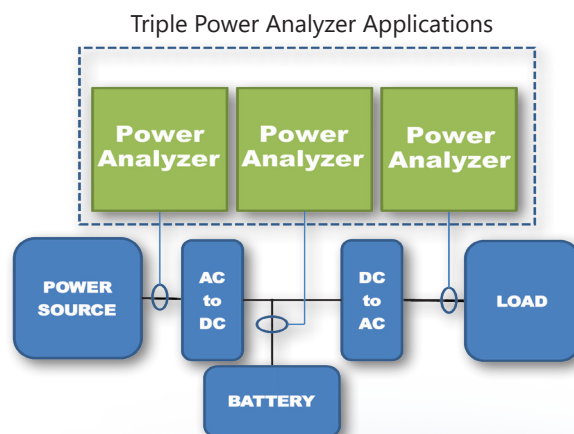 Triple Power Analyzer Applications
Power
Analyzer
Power
Analyzer
Power
Analyzer
POWER
SOURCE
AC
to
DC
DC
to
AC
LOAD
BATTERY